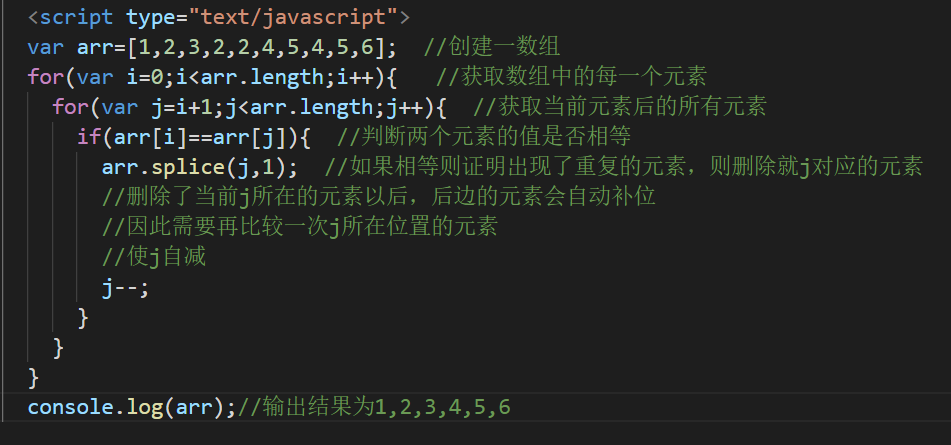 <script type="text/javascript">
var arr=[1,2,3,2,2,4,5,4,5,6];  //创建一数组
for(var i=0;i<arr.length;i++){   //获取数组中的每一个元素
  for(var j=i+1;j<arr.length;j++){  //获取当前元素后的所有元素
    if(arr[i]==arr[j]){  //判断两个元素的值是否相等
      arr.splice(j,1);  //如果相等则证明出现了重复的元素，则删除就j对应的元素
      //删除了当前j所在的元素以后，后边的元素会自动补位
      //因此需要再比较一次j所在位置的元素
      //使j自减
      j--;
    }
  }
}
console.log(arr);//输出结果为1,2,3,4,5,6